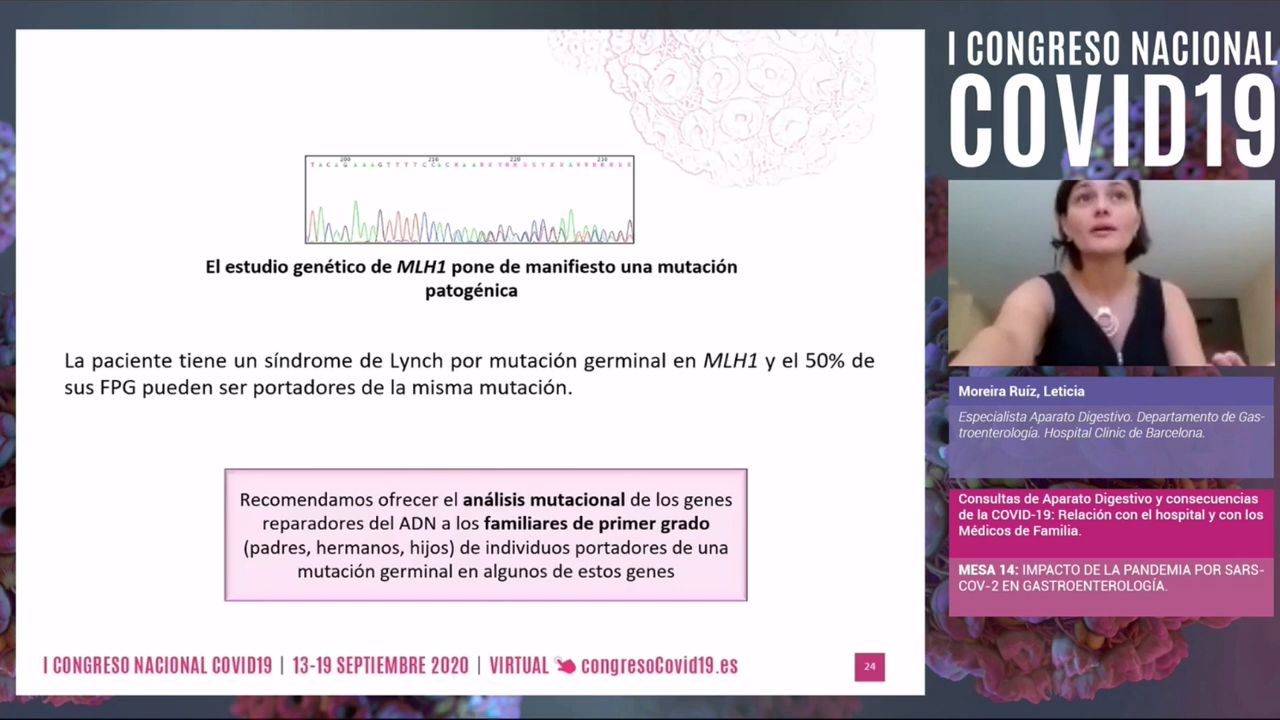 I CONGRESO NACIONAL
COVID19
200 210 220 230
El estudio genético de MLH1 pone de manifiesto una mutación
patogénica
La paciente tiene un síndrome de Lynch por mutación germinal en MLH1 y el 50% de
sus FPG pueden ser portadores de la misma mutación.
Recomendamos ofrecer el análisis mutacional de los genes
reparadores del ADN a los familiares de primer grado
(padres, hermanos, hijos) de individuos portadores de una
mutación germinal en algunos de estos genes
I CONGRESO NACIONAL COVID19 | 13-19 SEPTIEMBRE 2020 | VIRTUAL congresoCovid19.es
24
Moreira Ruíz, Leticia
Especialista Aparato Digestivo. Departamento de Gas-
troenterología. Hospital Clinic de Barcelona.
Consultas de Aparato Digestivo y consecuencias
de la COVID-19: Relación con el hospital y con los
Médicos de Familia.
MESA 14: IMPACTO DE LA PANDEMIA POR SARS-
COV-2 EN GASTROENTEROLOGÍA.